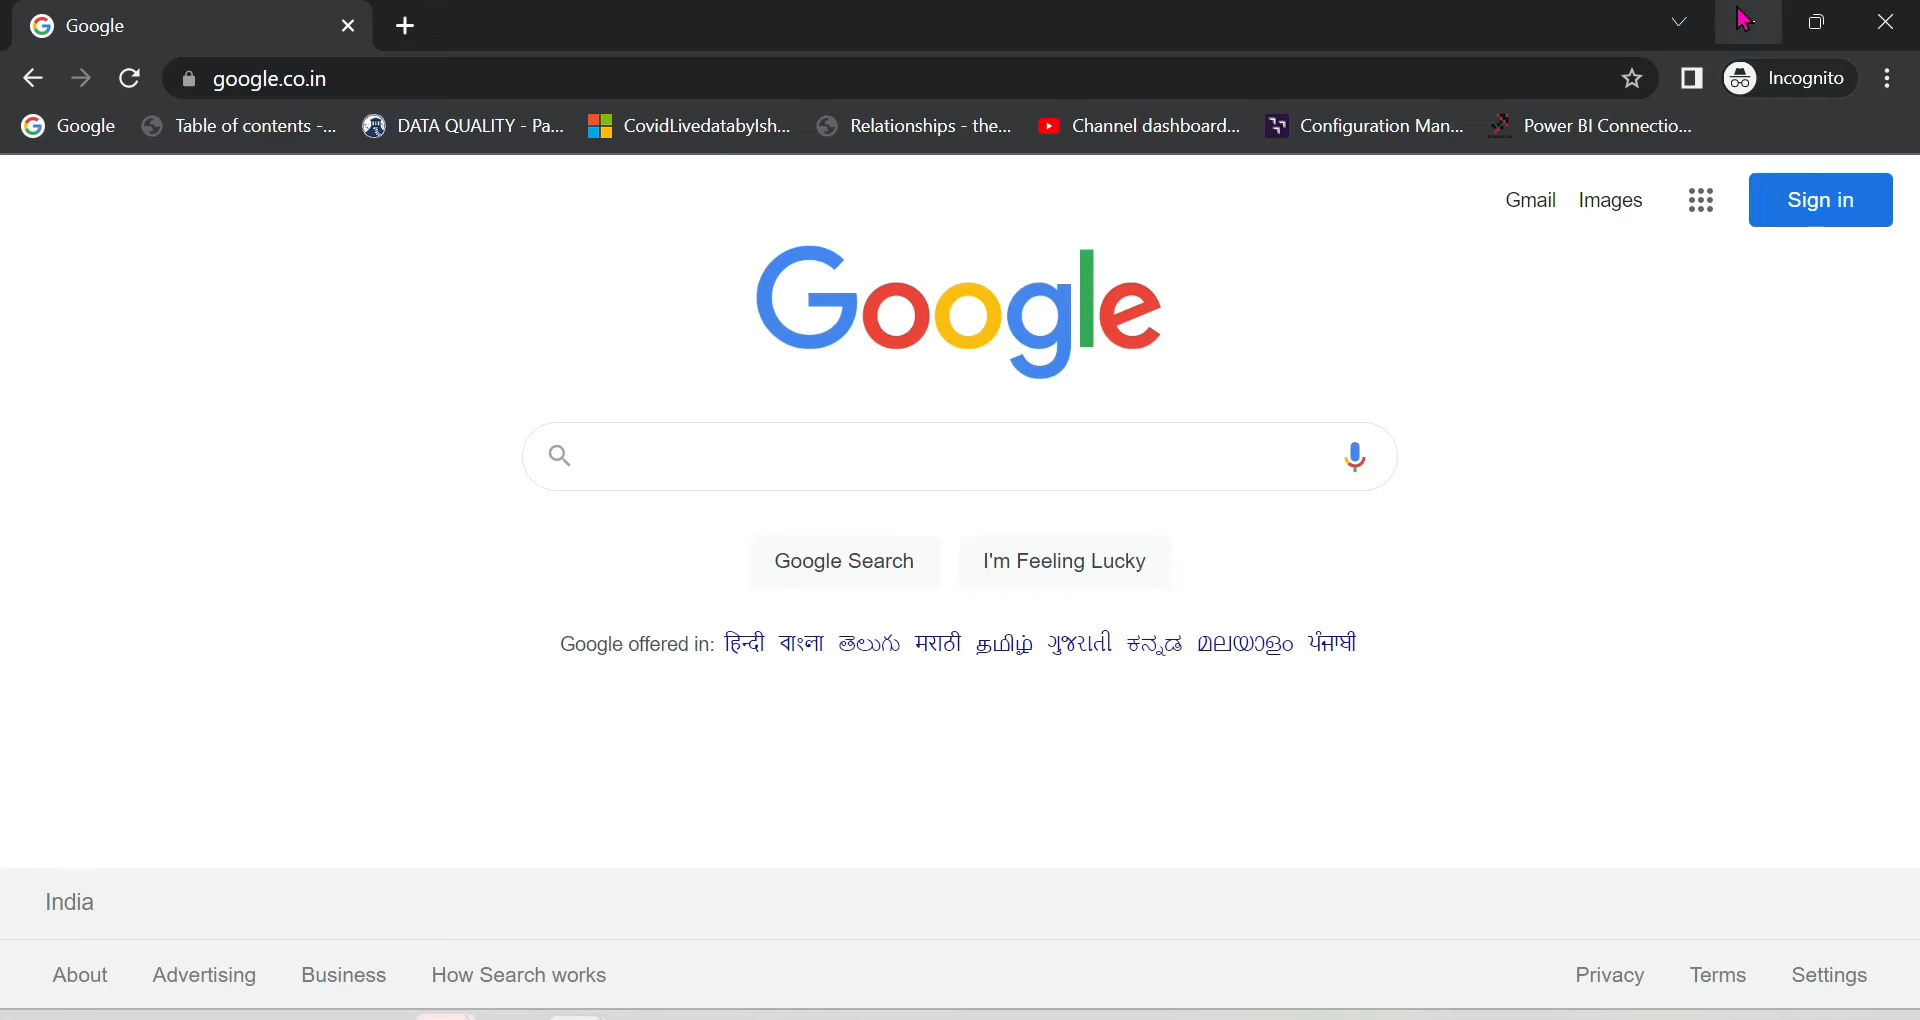 Google
google.co.in
Incognito
Google Table of contents -... DATA QUALITY - Pa... CovidLivedatabyIsh... Relationships - the... Channel dashboard... Configuration Man... Power BI Connectio...
Gmail Images Sign in
Google
Google Search I'm Feeling Lucky
Google offered in: हिन्दी বাংলা తెలుగు मराठी தமிழ் ગુજરાતી ಕನ್ನಡ മലയാളം ਪੰਜਾਬੀ
India
About Advertising Business How Search works Privacy Terms Settings